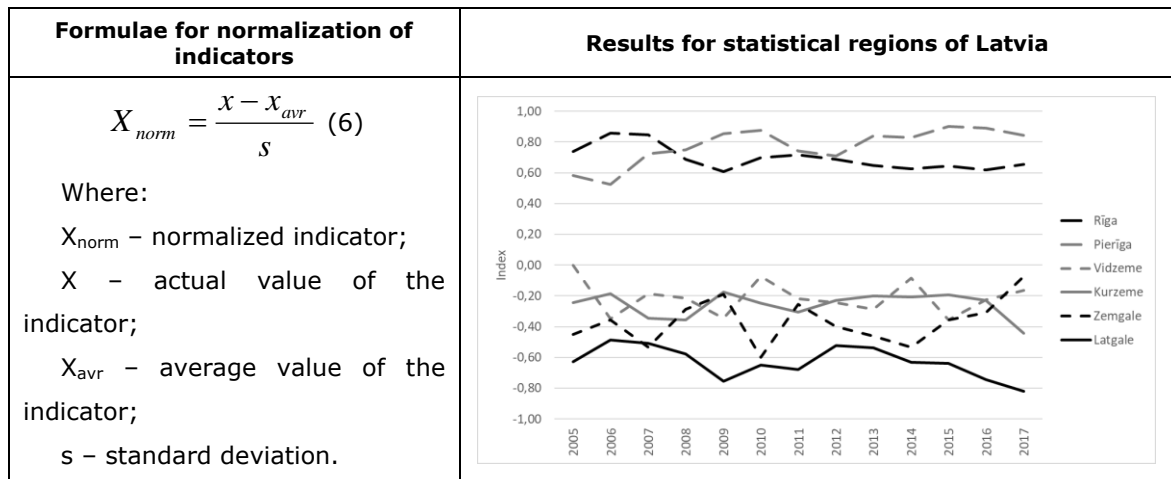 Formulae for normalization of
indicators
Results for statistical regions of Latvia
X_norm = (x − x_avr) / s (6)
Where:
X_norm – normalized indicator;
X – actual value of the
indicator;
X_avr – average value of the
indicator;
s – standard deviation.
1,00
0,80
0,60
0,40
0,20
0,00
-0,20
-0,40
-0,60
-0,80
-1,00
Index
2005
2006
2007
2008
2009
2010
2011
2012
2013
2014
2015
2016
2017
Rīga
Pierīga
Vidzeme
Kurzeme
Zemgale
Latgale